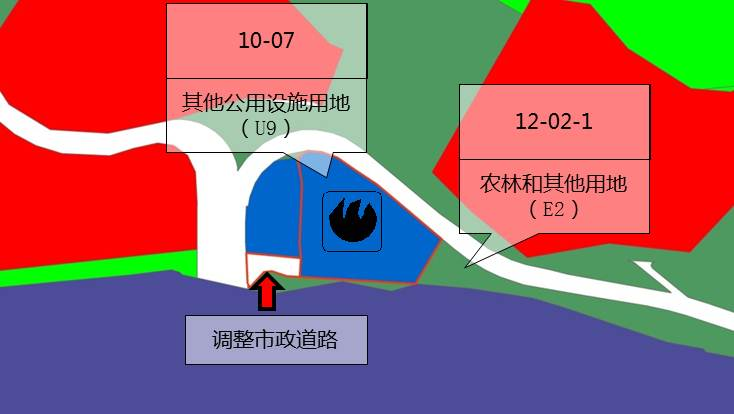 10-07
其他公用设施用地
（U9）
12-02-1
农林和其他用地
（E2）
调整市政道路